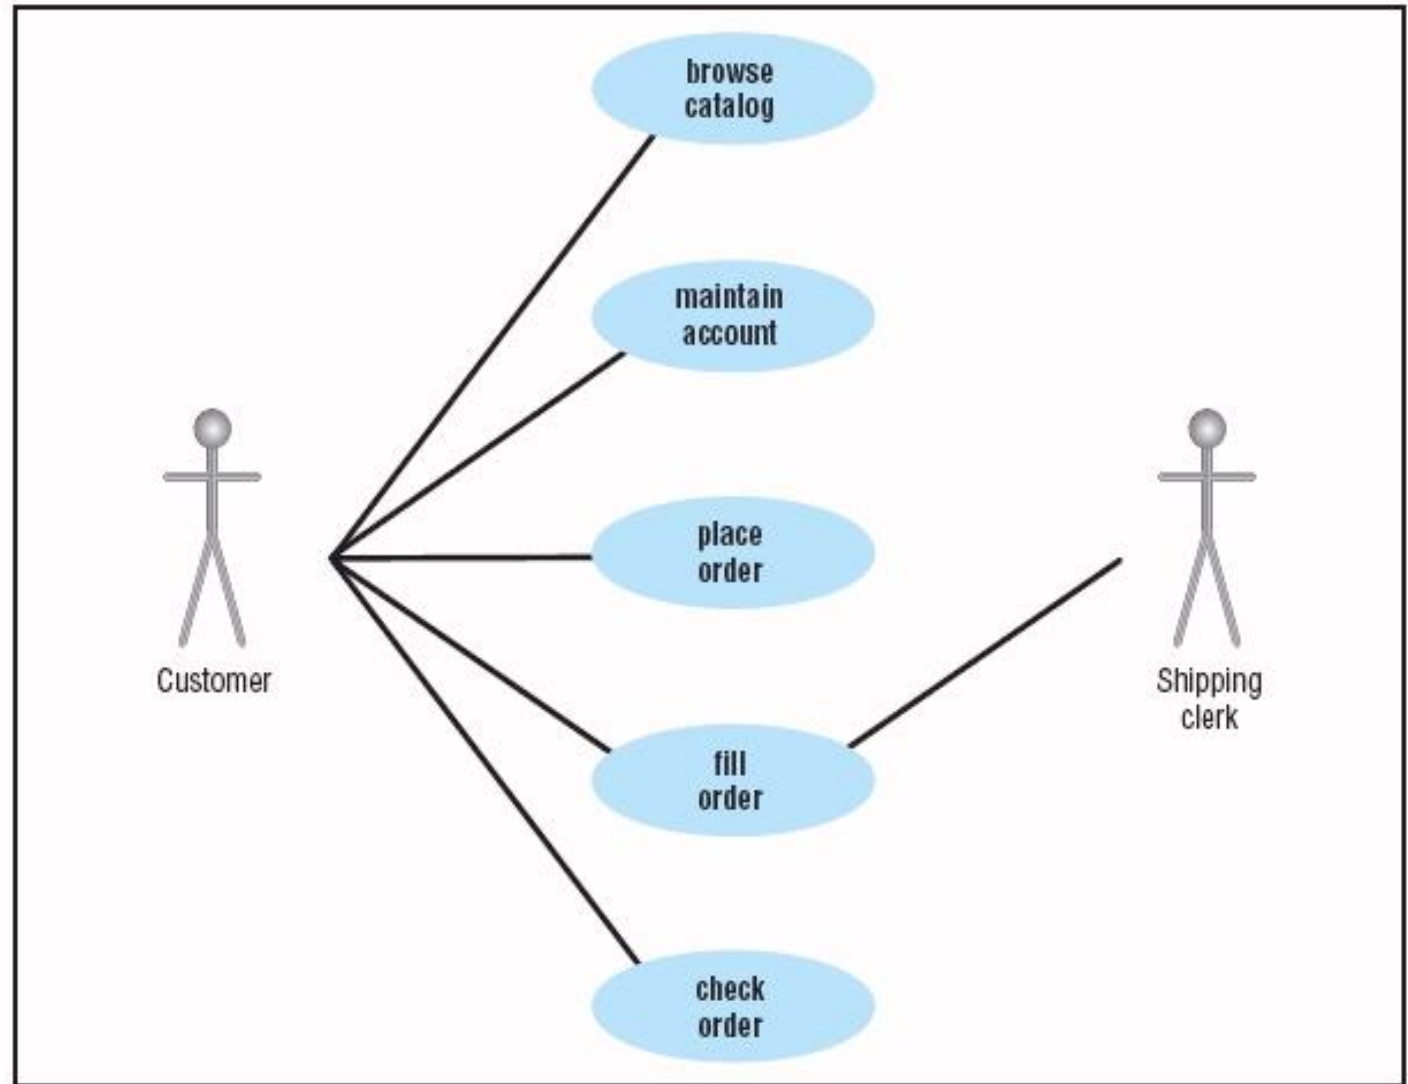 browse
catalog
maintain
account
place
order
fill
order
check
order
Customer
Shipping
clerk